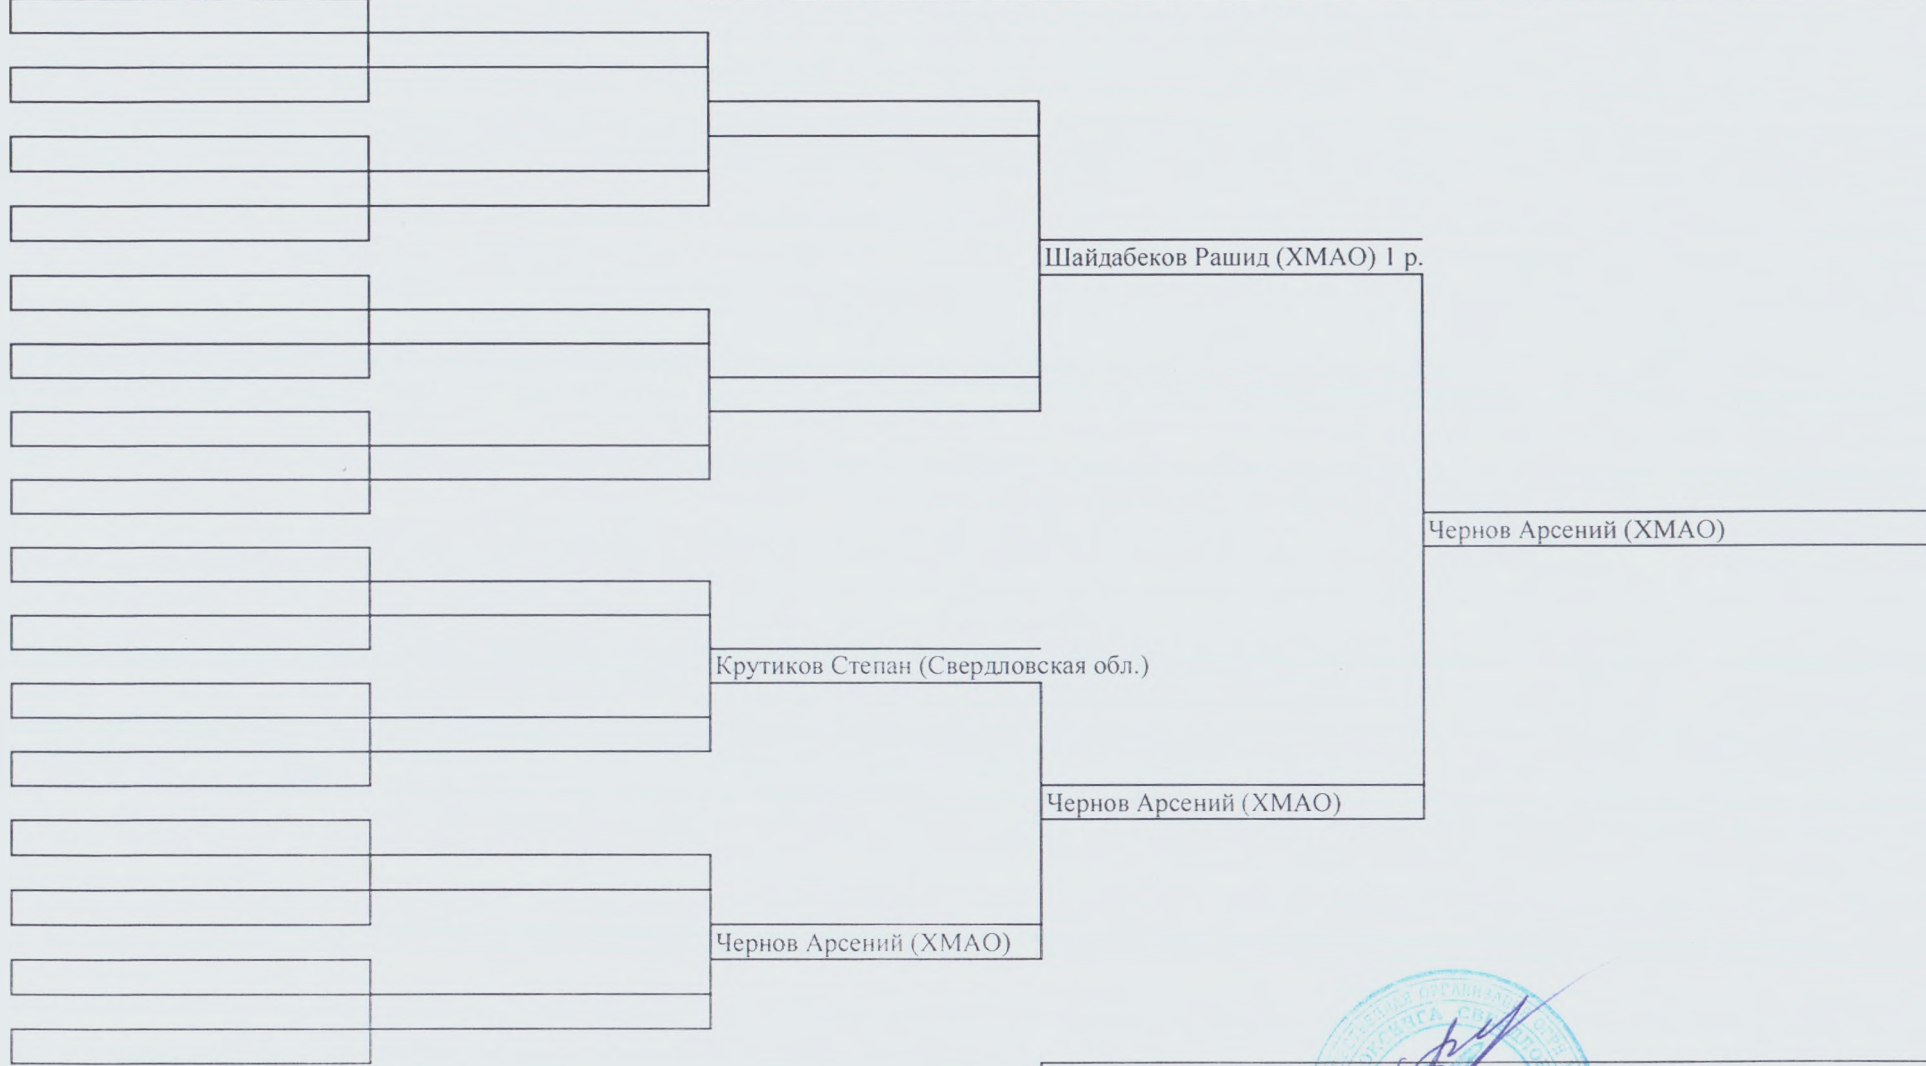 Шайдабеков Рашид (ХМАО) 1 р.
Чернов Арсений (ХМАО)
Крутиков Степан (Свердловская обл.)
Чернов Арсений (ХМАО)
Чернов Арсений (ХМАО)